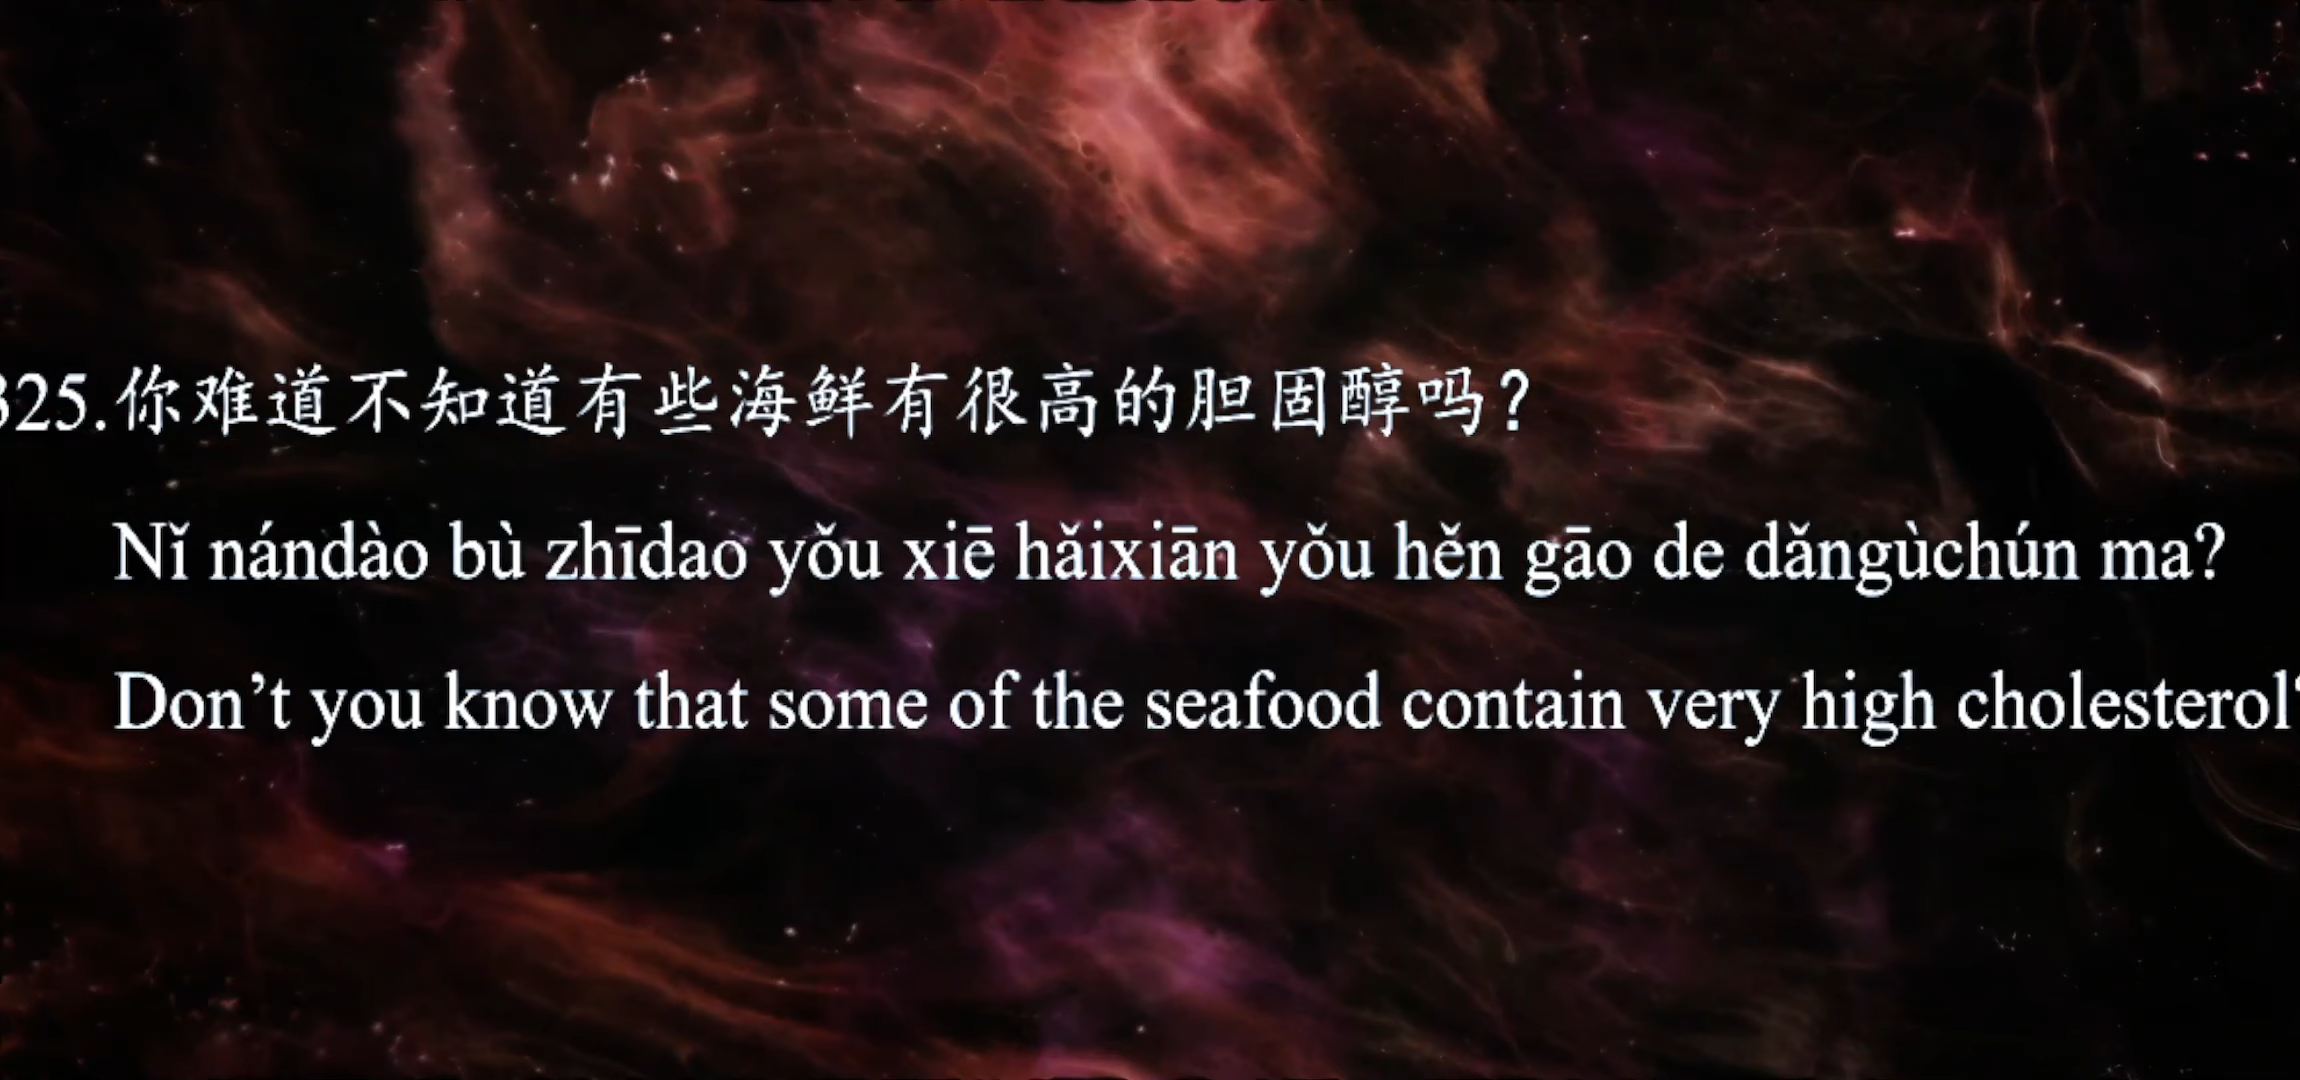 325.你难道不知道有些海鲜有很高的胆固醇吗？
Nǐ nándào bù zhīdao yǒu xiē hǎixiān yǒu hěn gāo de dǎngùchún ma?
Don’t you know that some of the seafood contain very high cholesterol?